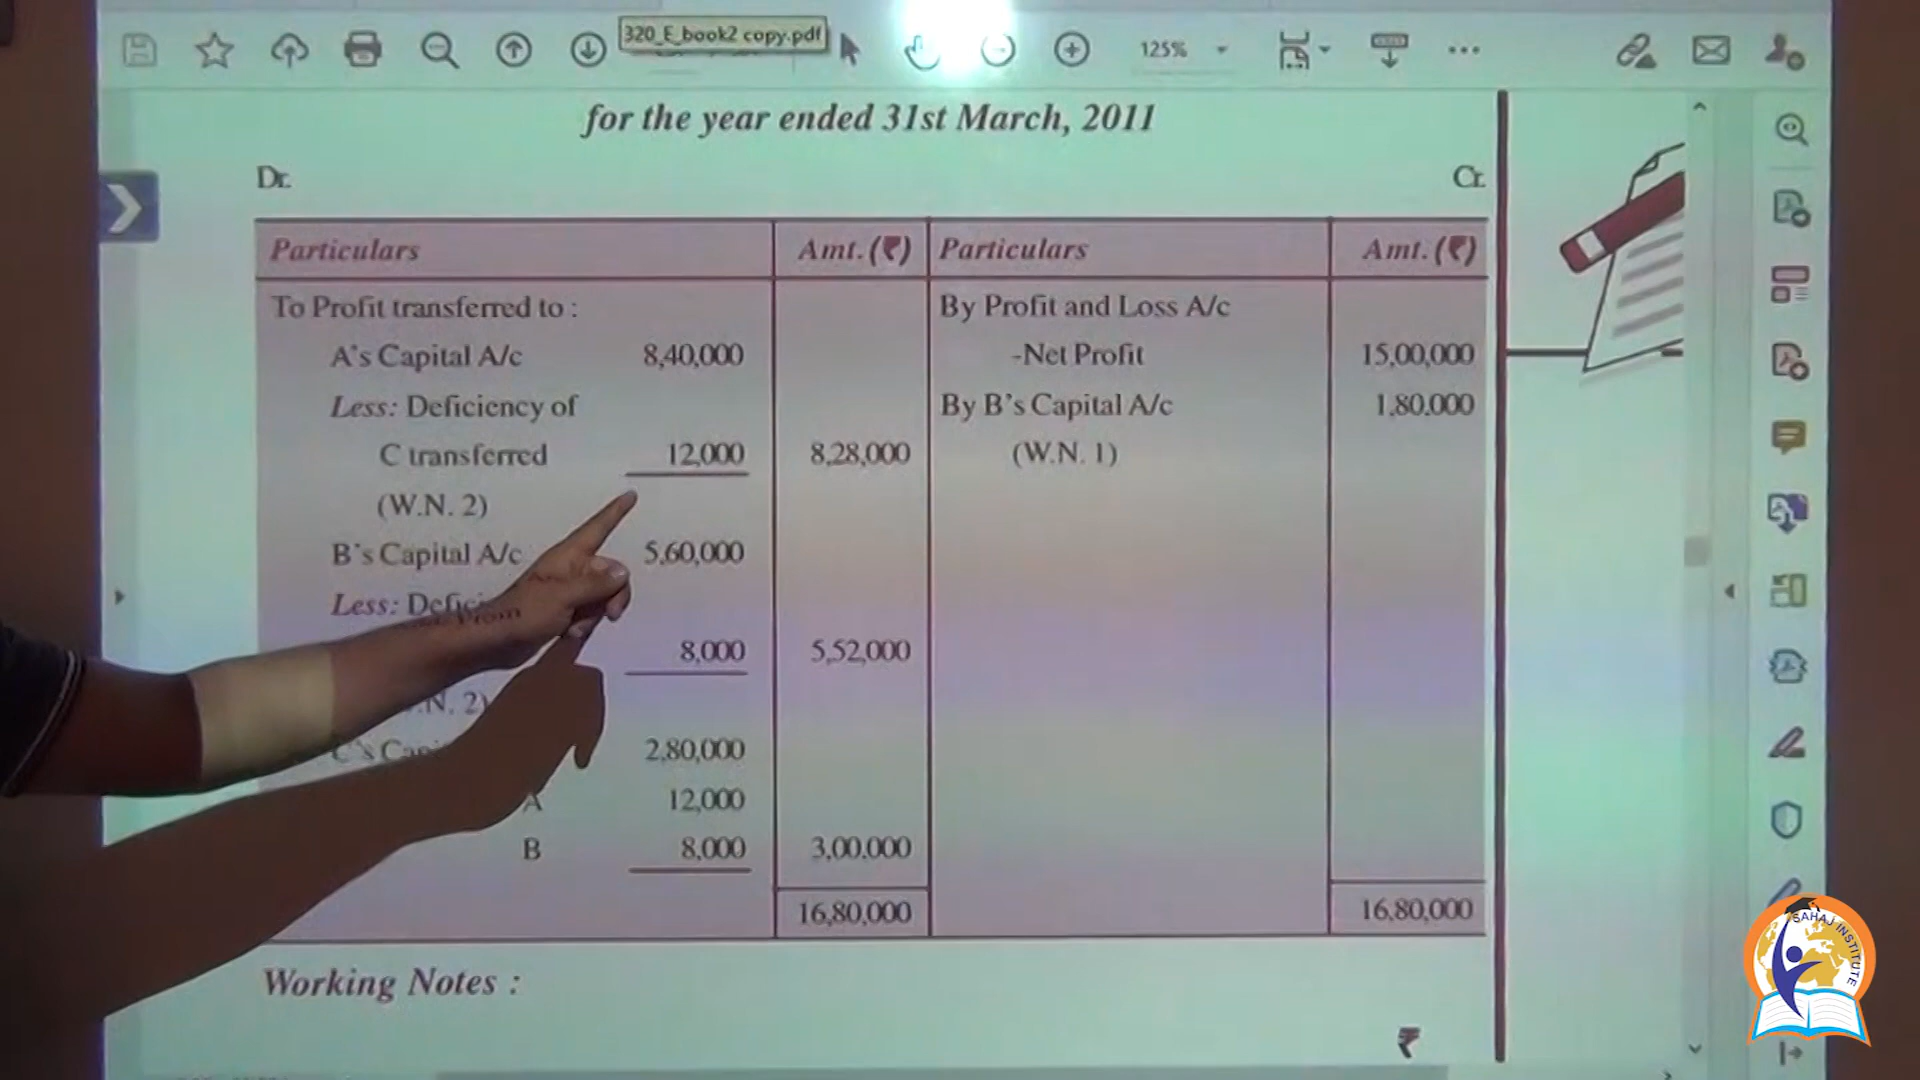 320_E_book2 copy.pdf
125%
for the year ended 31st March, 2011
Dr. Cr.
Particulars Amt. (₹) Particulars Amt. (₹)
To Profit transferred to : By Profit and Loss A/c
A's Capital A/c 8,40,000 -Net Profit 15,00,000
Less: Deficiency of By B's Capital A/c 1,80,000
C transferred 12,000 8,28,000 (W.N. 1)
(W.N. 2)
B's Capital A/c 5,60,000
Less:
8,000 5,52,000
N. 2)
C's 2,80,000
A 12,000
B 8,000 3,00,000
16,80,000 16,80,000
Working Notes :
₹
SAHAJ INSTITUTE